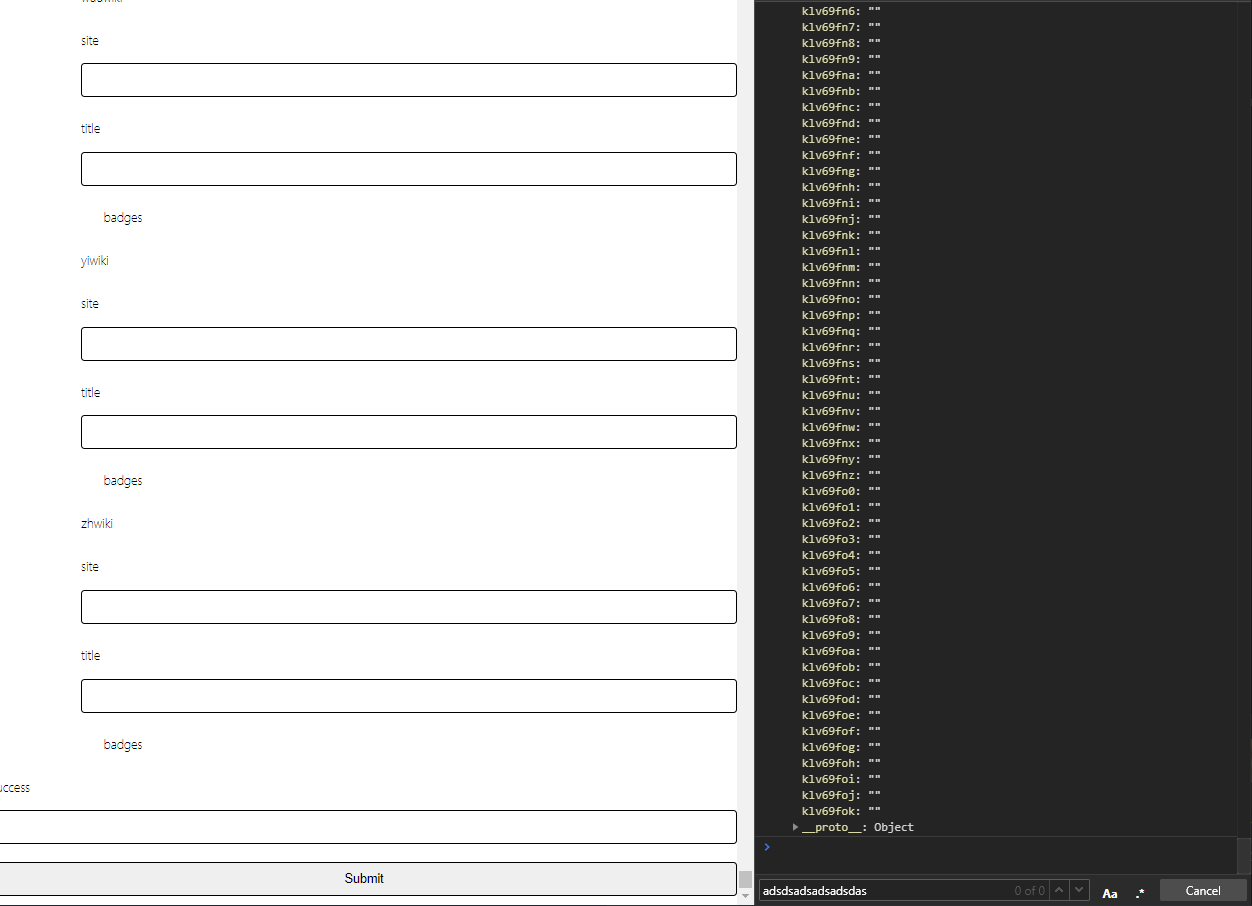 site
title
badges
yiwiki
site
title
badges
zhwiki
site
title
badges
uccess
Submit
klv69fn6: ""
klv69fn7: ""
klv69fn8: ""
klv69fn9: ""
klv69fna: ""
klv69fnb: ""
klv69fnc: ""
klv69fnd: ""
klv69fne: ""
klv69fnf: ""
klv69fng: ""
klv69fnh: ""
klv69fni: ""
klv69fnj: ""
klv69fnk: ""
klv69fnl: ""
klv69fnm: ""
klv69fnn: ""
klv69fno: ""
klv69fnp: ""
klv69fnq: ""
klv69fnr: ""
klv69fns: ""
klv69fnt: ""
klv69fnu: ""
klv69fnv: ""
klv69fnw: ""
klv69fnx: ""
klv69fny: ""
klv69fnz: ""
klv69fo0: ""
klv69fo1: ""
klv69fo2: ""
klv69fo3: ""
klv69fo4: ""
klv69fo5: ""
klv69fo6: ""
klv69fo7: ""
klv69fo8: ""
klv69fo9: ""
klv69foa: ""
klv69fob: ""
klv69foc: ""
klv69fod: ""
klv69foe: ""
klv69fof: ""
klv69fog: ""
klv69foh: ""
klv69foi: ""
klv69foj: ""
klv69fok: ""
__proto__: Object
adsdsadsadsadsdas 0 of 0 Aa .* Cancel